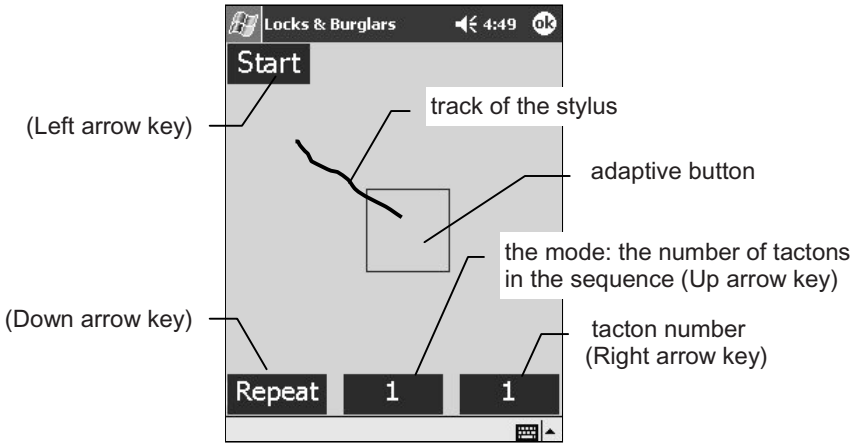 Locks & Burglars 4:49 ok
Start
track of the stylus
(Left arrow key)
adaptive button
the mode: the number of tactons
in the sequence (Up arrow key)
(Down arrow key)
tacton number
(Right arrow key)
Repeat 1 1